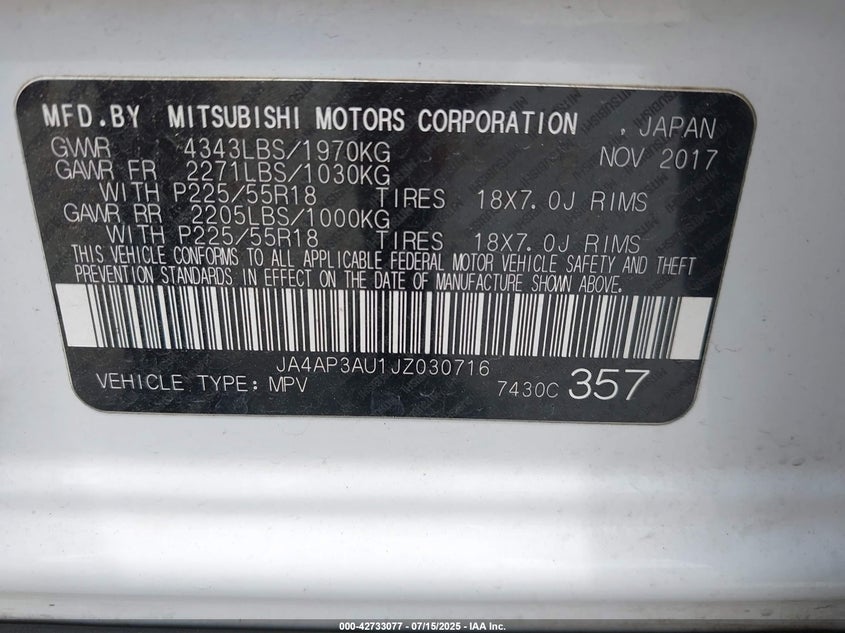 MFD.BY MITSUBISHI MOTORS CORPORATION , JAPAN
GVWR 4343LBS/1970KG NOV 2017
GAWR FR 2271LBS/1030KG
WITH P225/55R18 TIRES 18X7.0J RIMS
GAWR RR 2205LBS/1000KG
WITH P225/55R18 TIRES 18X7.0J RIMS
THIS VEHICLE CONFORMS TO ALL APPLICABLE FEDERAL MOTOR VEHICLE SAFETY AND THEFT
PREVENTION STANDARDS IN EFFECT ON THE DATE OF MANUFACTURE SHOWN ABOVE.
JA4AP3AU1JZ030716
VEHICLE TYPE: MPV 7430C 357
000-42733077 - 07/15/2025 - IAA Inc.